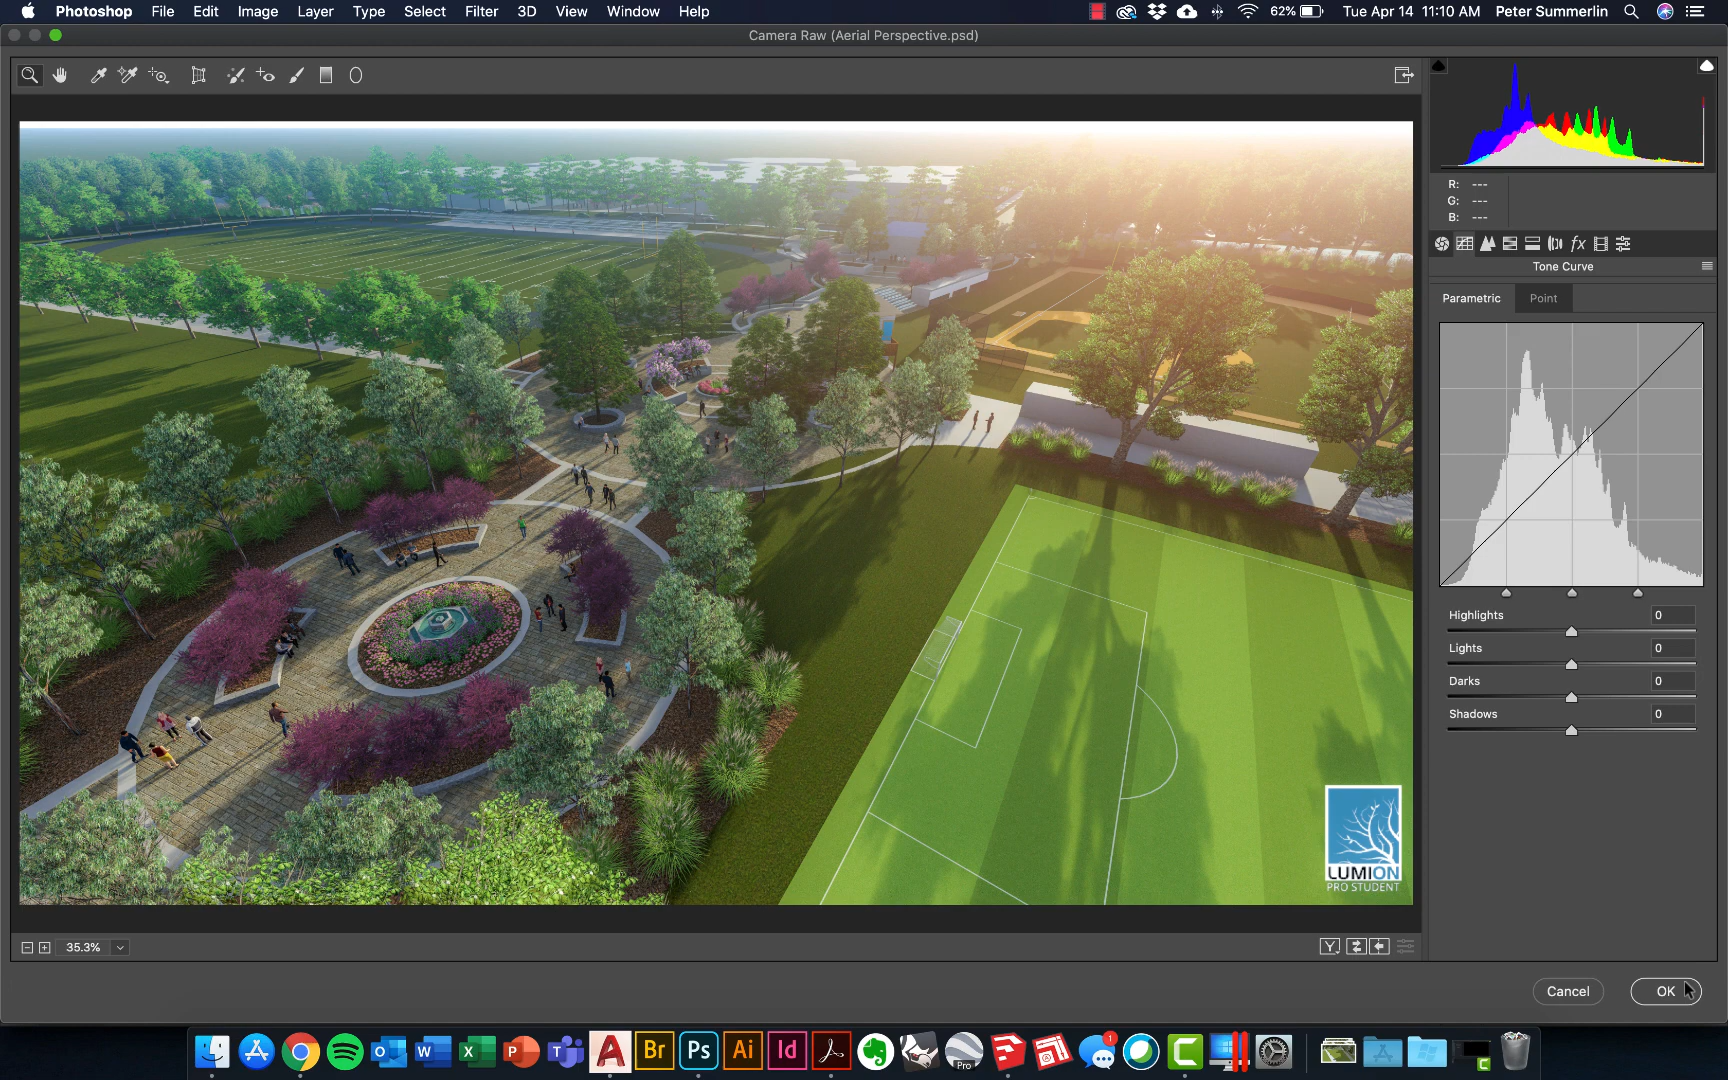 Photoshop File Edit Image Layer Type Select Filter 3D View Window Help 62% Tue Apr 14 11:10 AM Peter Summerlin
Camera Raw (Aerial Perspective.psd)
R: ---
G: ---
B: ---
fx
Tone Curve
Parametric Point
Highlights 0
Lights 0
Darks 0
Shadows 0
LUMION
PRO STUDENT
35.3%
Y
Cancel OK
W X P T A Br Ps Ai Id Pro 1 C